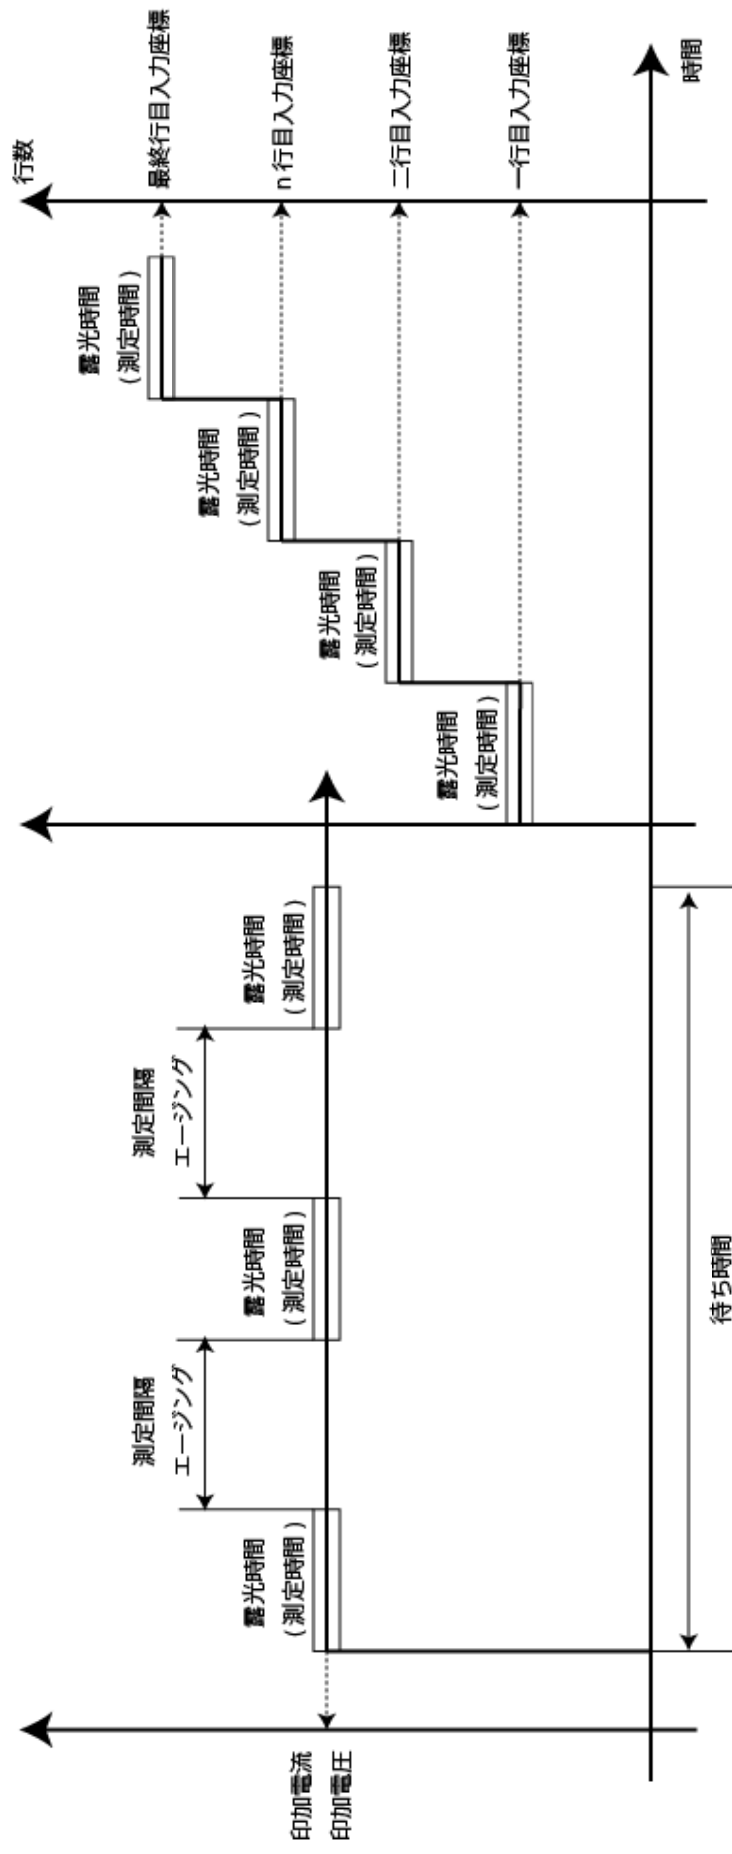 行数
最終行目入力座標
n 行目入力座標
二行目入力座標
一行目入力座標
時間
露光時間
( 測定時間 )
露光時間
( 測定時間 )
露光時間
( 測定時間 )
露光時間
( 測定時間 )
測定間隔
エージング
測定間隔
エージング
露光時間
( 測定時間 )
露光時間
( 測定時間 )
露光時間
( 測定時間 )
印加電流
印加電圧
待ち時間